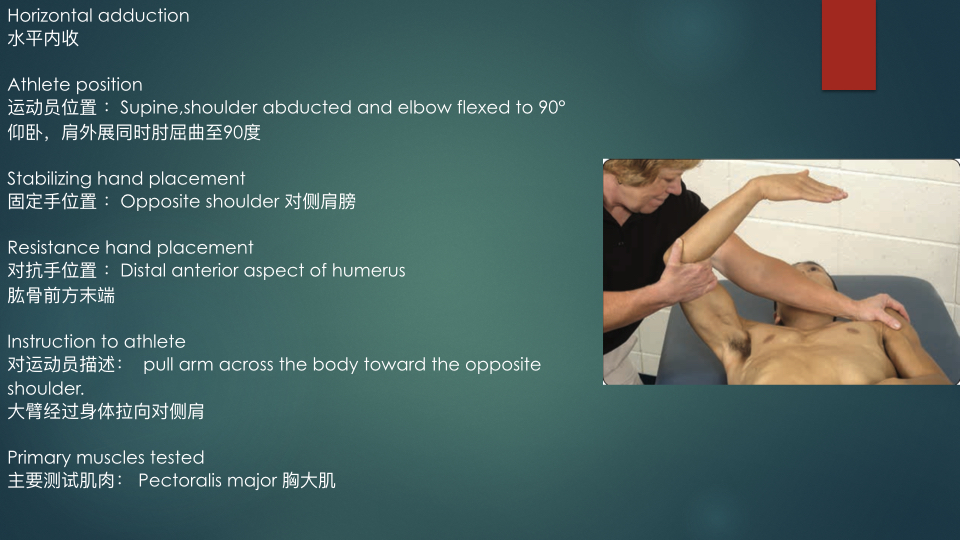 Horizontal adduction
水平内收
Athlete position
运动员位置： Supine,shoulder abducted and elbow flexed to 90°
仰卧，肩外展同时肘屈曲至90度
Stabilizing hand placement
固定手位置： Opposite shoulder 对侧肩膀
Resistance hand placement
对抗手位置： Distal anterior aspect of humerus
肱骨前方末端
Instruction to athlete
对运动员描述： pull arm across the body toward the opposite
shoulder.
大臂经过身体拉向对侧肩
Primary muscles tested
主要测试肌肉： Pectoralis major 胸大肌